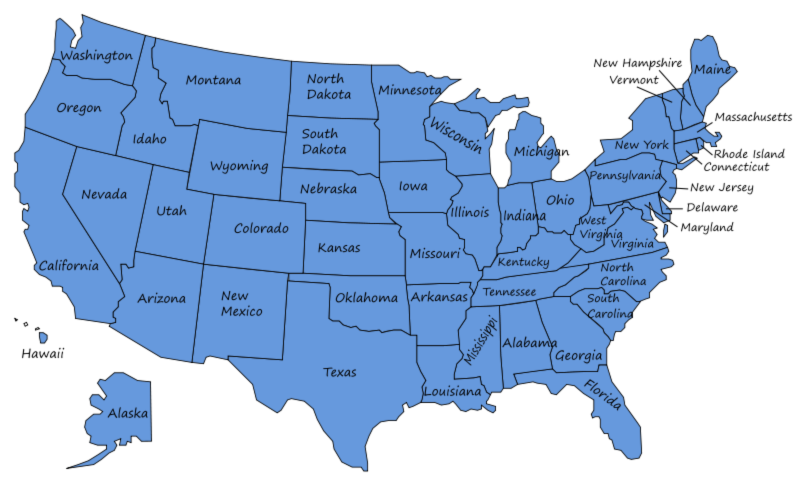 Washington
Montana
North
Dakota
Minnesota
New Hampshire
Vermont
Maine
Oregon
Idaho
South
Dakota
Wisconsin
Michigan
Massachusetts
New York
Rhode Island
Connecticut
Wyoming
Nebraska
Iowa
Pennsylvania
New Jersey
Nevada
Utah
Colorado
Illinois
Indiana
Ohio
Delaware
Maryland
West
Virginia
Virginia
California
Kansas
Missouri
Kentucky
Arizona
New
Mexico
Oklahoma
Arkansas
Tennessee
North
Carolina
South
Carolina
Hawaii
Mississippi
Alabama
Georgia
Texas
Louisiana
Florida
Alaska